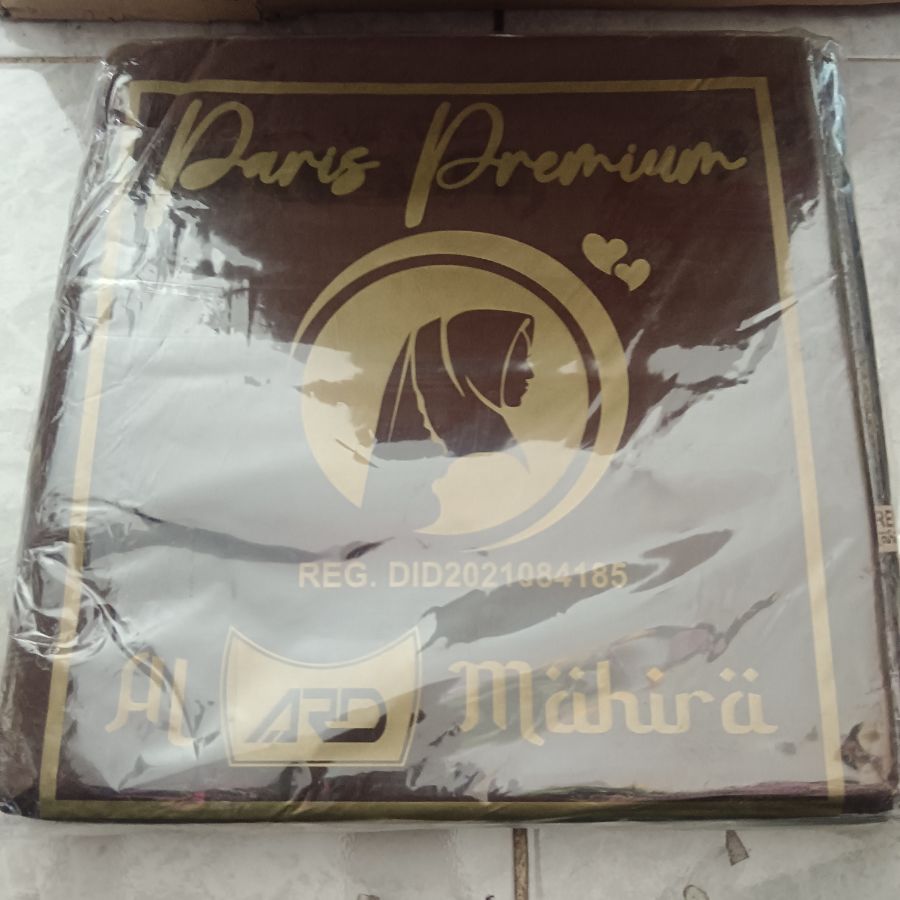 Paris Premium
REG. DID2021084185
Al ARD Mähirä